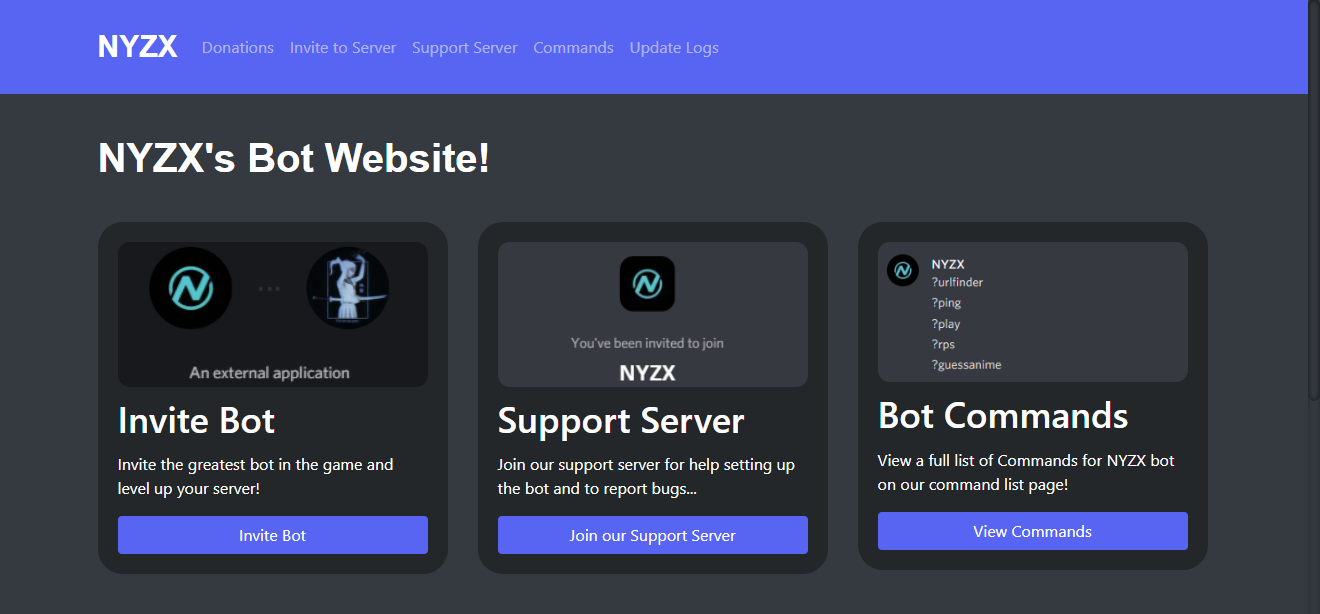 NYZX Donations Invite to Server Support Server Commands Update Logs
NYZX's Bot Website!
An external application
Invite Bot
Invite the greatest bot in the game and
level up your server!
Invite Bot
You've been invited to join
NYZX
Support Server
Join our support server for help setting up
the bot and to report bugs...
Join our Support Server
NYZX
?urlfinder
?ping
?play
?rps
?guessanime
Bot Commands
View a full list of Commands for NYZX bot
on our command list page!
View Commands